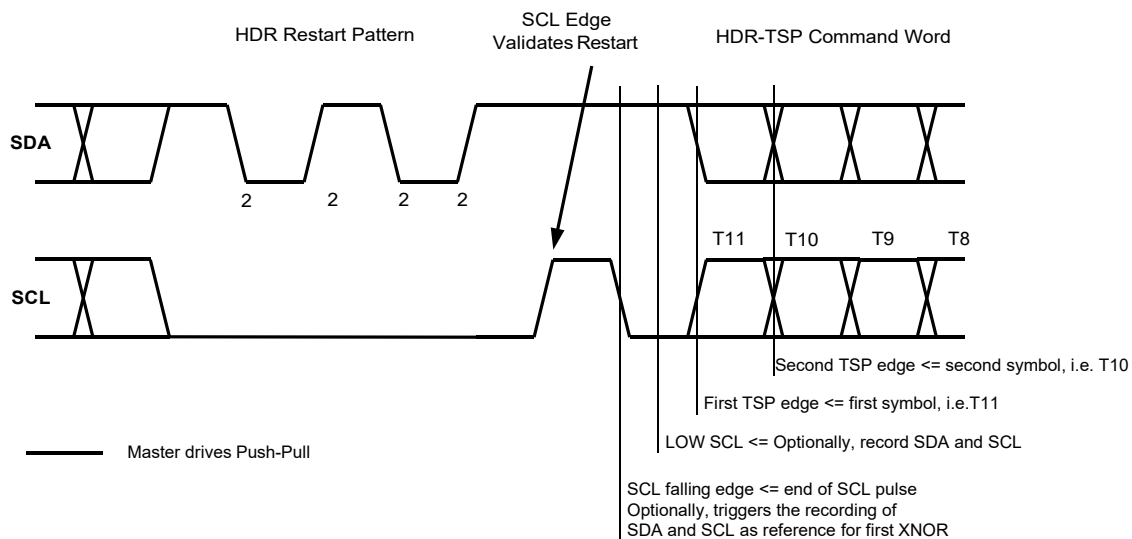 HDR Restart Pattern
SCL Edge
Validates Restart
HDR-TSP Command Word
SDA
2 2 2 2
T11 T10 T9 T8
SCL
Second TSP edge <= second symbol, i.e. T10
First TSP edge <= first symbol, i.e.T11
LOW SCL <= Optionally, record SDA and SCL
Master drives Push-Pull
SCL falling edge <= end of SCL pulse
Optionally, triggers the recording of
SDA and SCL as reference for first XNOR